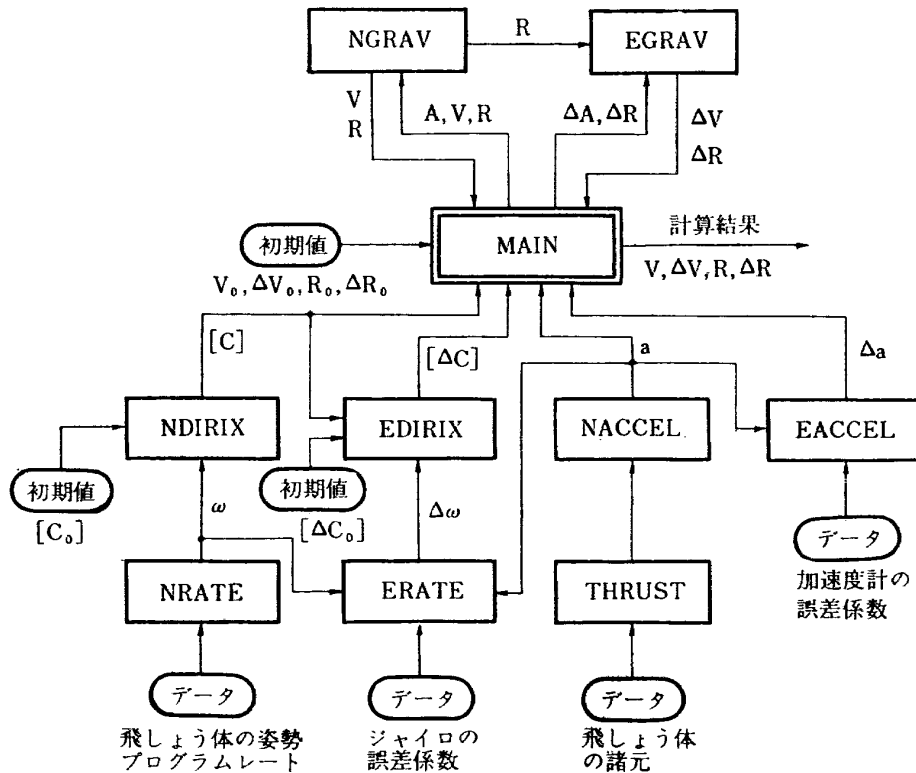 NGRAV
R
EGRAV
V
R
A, V, R
ΔA, ΔR
ΔV
ΔR
初期値
MAIN
計算結果
V₀, ΔV₀, R₀, ΔR₀
V, ΔV, R, ΔR
[C]
[ΔC]
a
Δa
NDIRIX
EDIRIX
NACCEL
EACCEL
初期値
[C₀]
初期値
[ΔC₀]
ω
Δω
データ
加速度計の
誤差係数
NRATE
ERATE
THRUST
データ
飛しょう体の姿勢
プログラムレート
データ
ジャイロの
誤差係数
データ
飛しょう体
の諸元